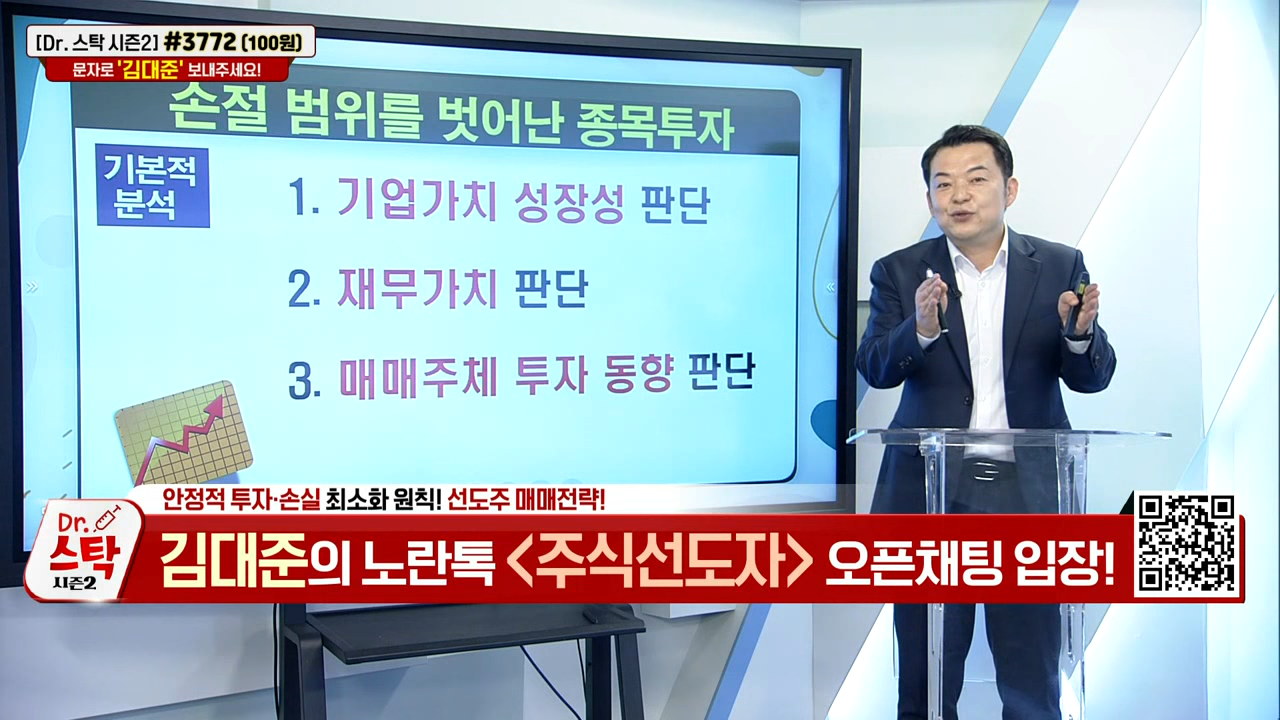 [Dr. 스탁 시즌2] #3772 (100원)
문자로 '김대준' 보내주세요!
손절 범위를 벗어난 종목투자
기본적
분석
1. 기업가치 성장성 판단
2. 재무가치 판단
3. 매매주체 투자 동향 판단
안정적 투자·손실 최소화 원칙! 선도주 매매전략!
Dr.
스탁
시즌2
김대준의 노란톡 <주식선도자> 오픈채팅 입장!